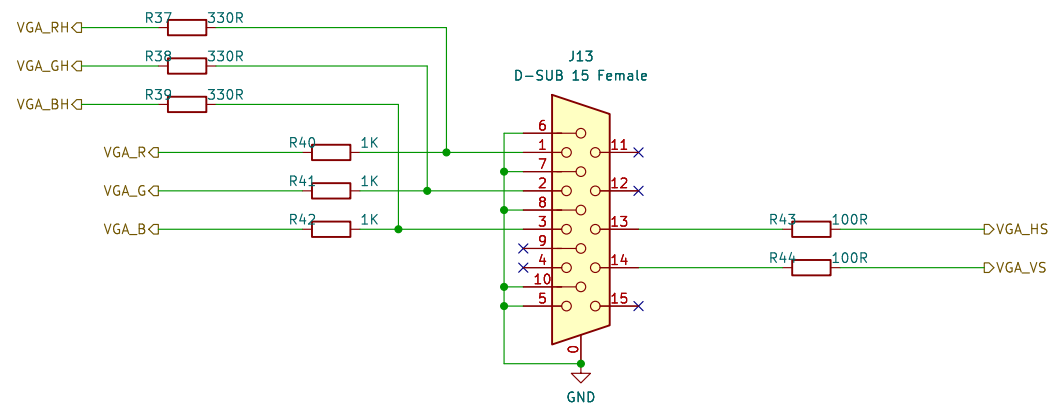 VGA_RH R37 330R
VGA_GH R38 330R
VGA_BH R39 330R
J13
D-SUB 15 Female
VGA_R R40 1K
VGA_G R41 1K
VGA_B R42 1K
6
1
7
2
8
3
9
4
10
5
11
12
13
14
15
0
R43 100R VGA_HS
R44 100R VGA_VS
GND